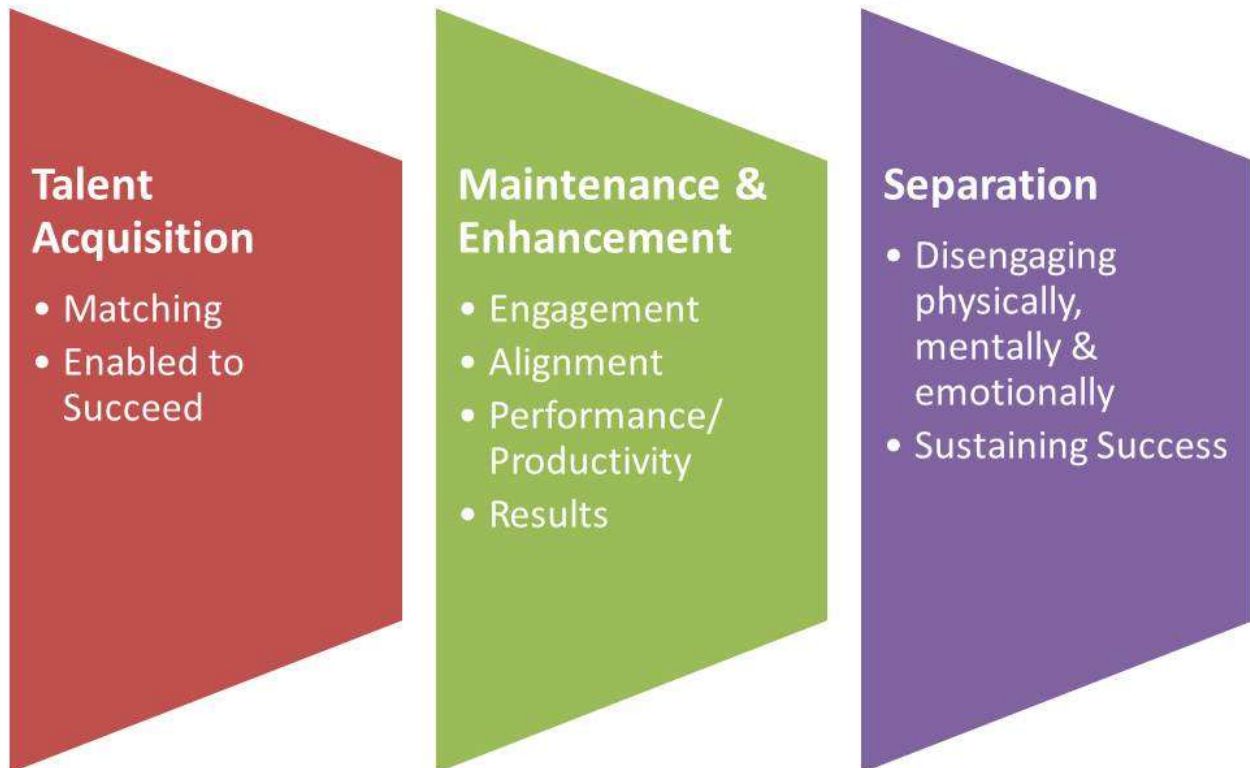 Talent
Acquisition
• Matching
• Enabled to
Succeed
Maintenance &
Enhancement
• Engagement
• Alignment
• Performance/
Productivity
• Results
Separation
• Disengaging
physically,
mentally &
emotionally
• Sustaining Success